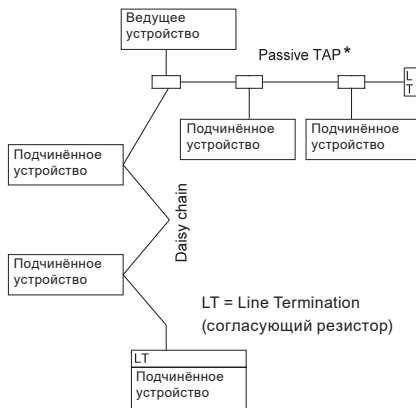 Ведущее
устройство
Passive TAP *
L
T
Подчинённое
устройство
Подчинённое
устройство
Подчинённое
устройство
Daisy chain
Подчинённое
устройство
LT = Line Termination
(согласующий резистор)
LT
Подчинённое
устройство